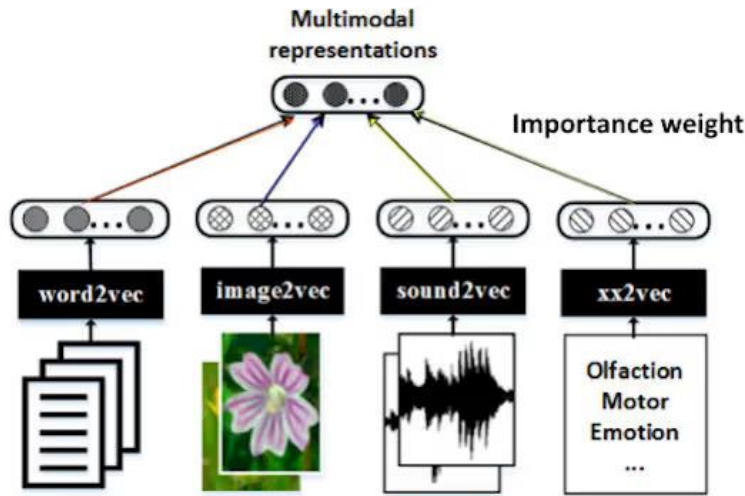 Multimodal
representations
Importance weight
word2vec
image2vec
sound2vec
xx2vec
Olfaction
Motor
Emotion
...